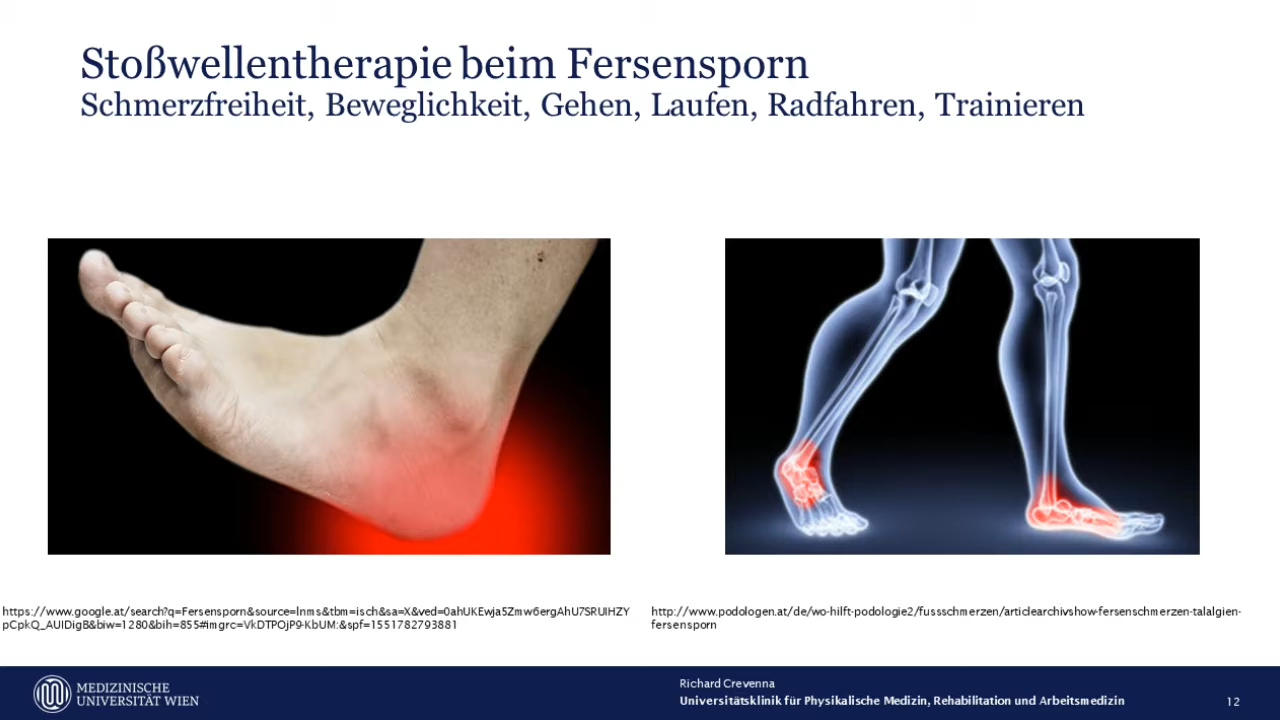 Stoßwellentherapie beim Fersensporn
Schmerzfreiheit, Beweglichkeit, Gehen, Laufen, Radfahren, Trainieren
https://www.google.at/search?q=Fersensporn&source=lnms&tbm=isch&sa=X&ved=0ahUKEwja5Zmw6ergAhU7SRUIHZY
pCpkQ_AUIDigB&biw=1280&bih=855#imgrc=VkDTPOjP9-KbUM:&spf=1551782793881
http://www.podologen.at/de/wo-hilft-podologie2/fussschmerzen/articlearchivshow-fersenschmerzen-talalgien-
fersensporn
MEDIZINISCHE
UNIVERSITÄT WIEN
Richard Crevenna
Universitätsklinik für Physikalische Medizin, Rehabilitation und Arbeitsmedizin
12